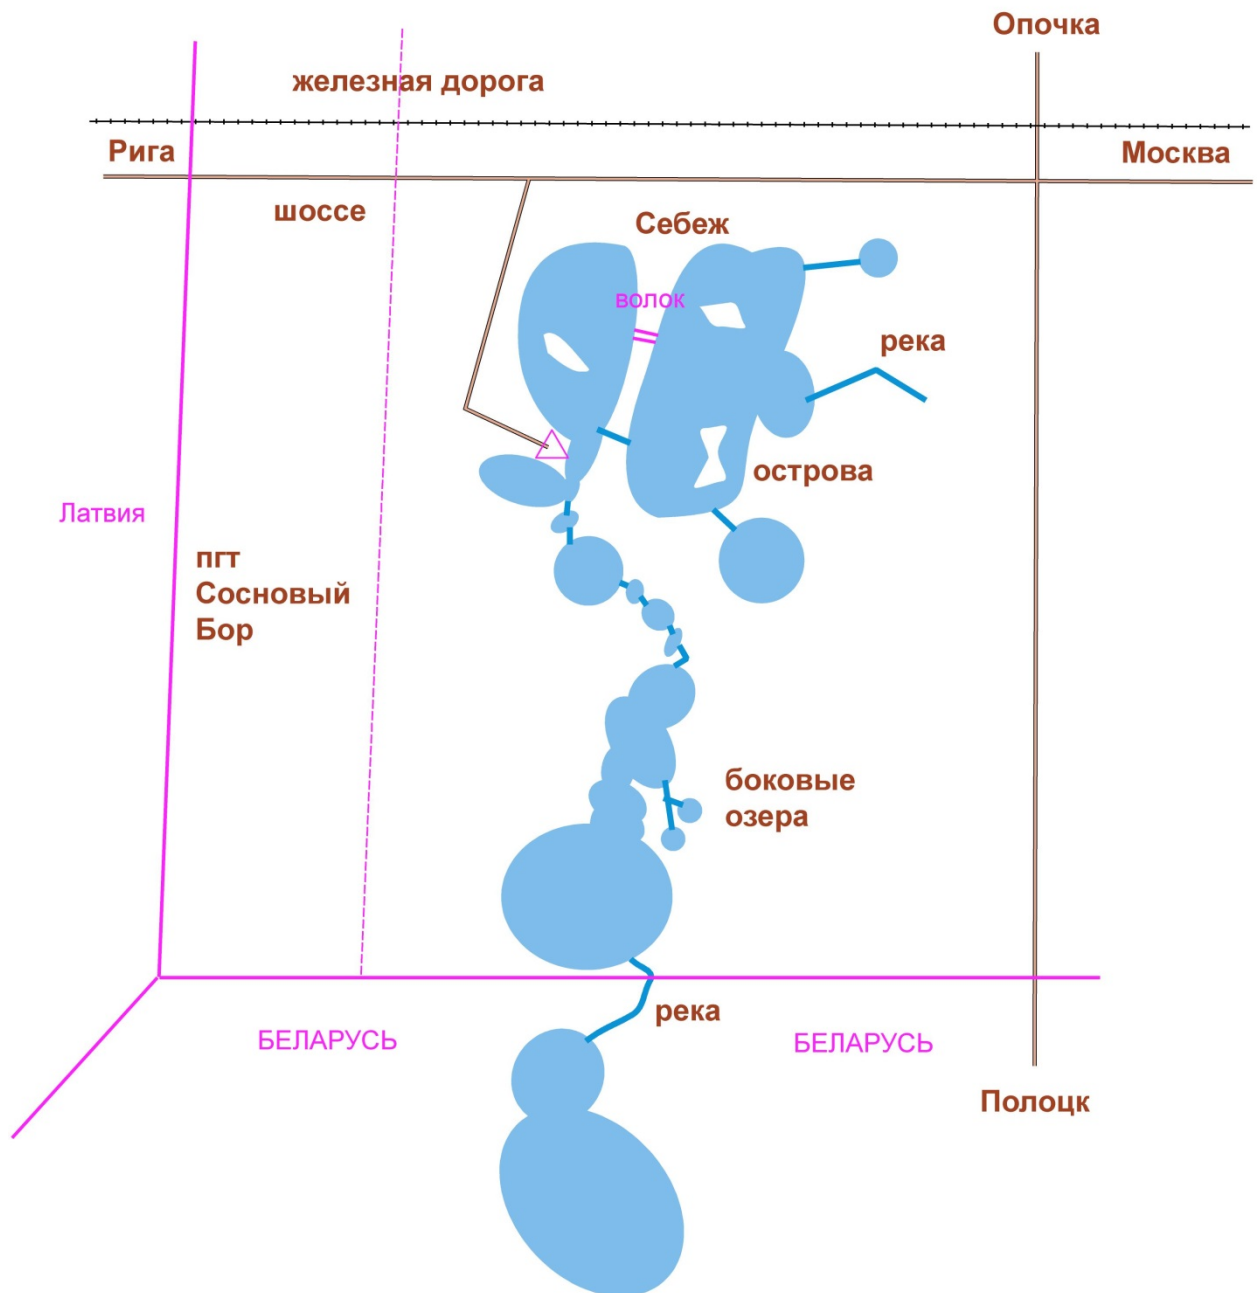 Опочка
железная дорога
Рига
Москва
шоссе
Себеж
волок
река
острова
Латвия
пгт
Сосновый
Бор
боковые
озера
река
БЕЛАРУСЬ
БЕЛАРУСЬ
Полоцк